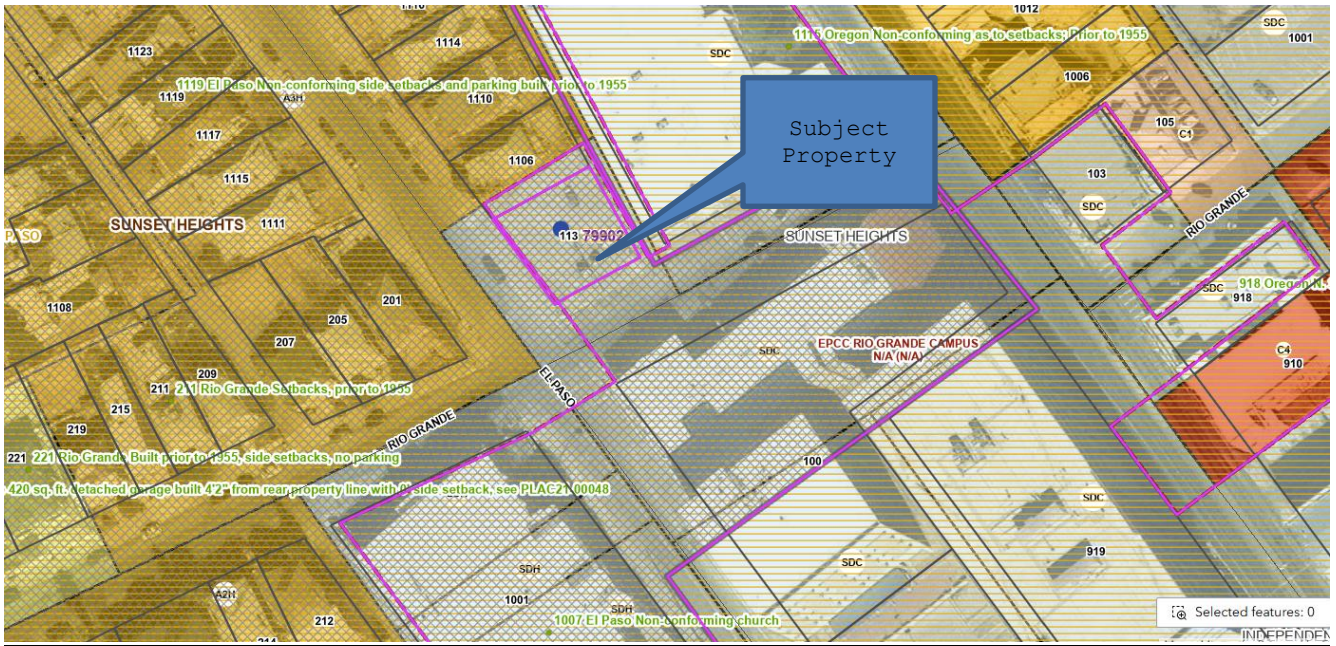 1116
1012
SDC
1001
1123
1114
SDC
1115 Oregon Non-conforming as to setbacks; Prior to 1955
1006
1119 El Paso Non-conforming side setbacks and parking built prior to 1955
1119
A3H
1110
Subject
Property
105
C1
1117
1106
103
1115
SDC
SUNSET HEIGHTS
1111
113
79902
SUNSET HEIGHTS
RIO GRANDE
PASO
SDC
918
918 Oregon N.
1108
201
205
207
SDC
EPCC RIO GRANDE CAMPUS
N/A (N/A)
C4
910
209
211
211 Rio Grande Setbacks, prior to 1955
EL PASO
215
219
RIO GRANDE
221
221 Rio Grande Built prior to 1955, side setbacks, no parking
100
420 sq. ft. detached garage built 4'2" from rear property line with 0' side setback, see PLAC21-00048
SDC
919
SDC
SDH
A2H
1001
SDH
212
1007 El Paso Non-conforming church
214
Selected features: 0
INDEPENDEN